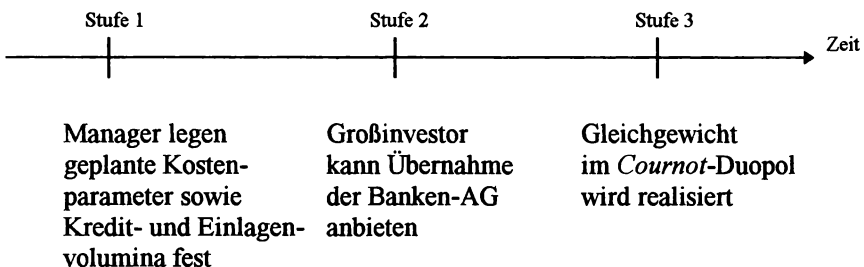 Stufe 1
Stufe 2
Stufe 3
Zeit
Manager legen
geplante Kosten-
parameter sowie
Kredit- und Einlagen-
volumina fest
Großinvestor
kann Übernahme
der Banken-AG
anbieten
Gleichgewicht
im Cournot-Duopol
wird realisiert